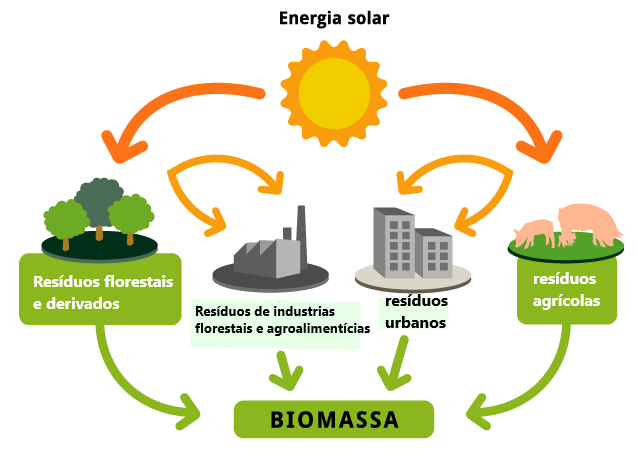 Energia solar
Resíduos florestais
e derivados
Resíduos de industrias
florestais e agroalimentícias
resíduos
urbanos
resíduos
agrícolas
BIOMASSA